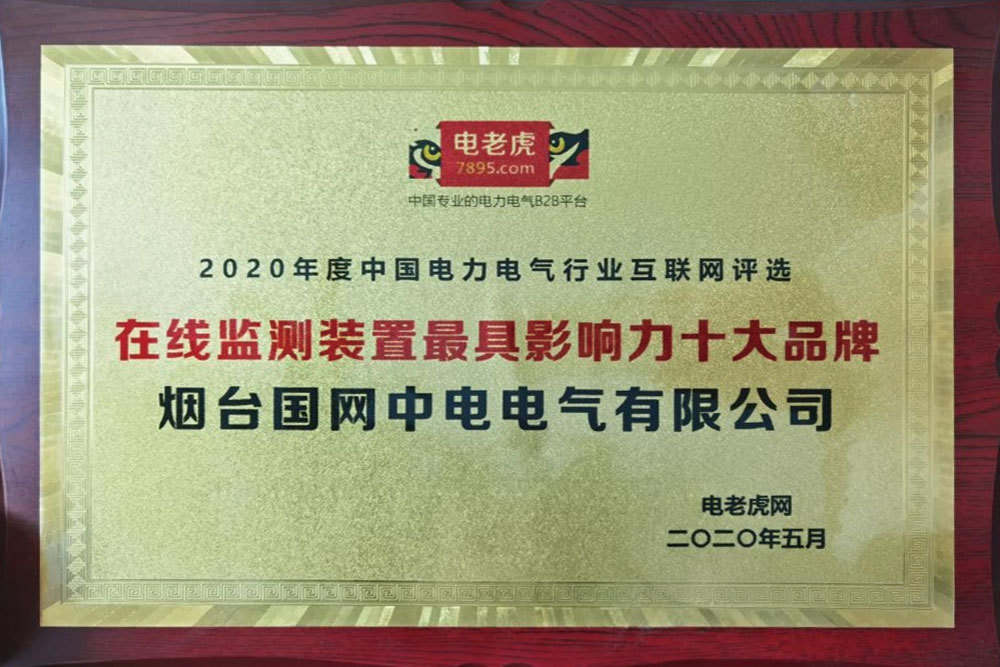 电老虎
7895.com
中国专业的电力电气B2B平台
2020年度中国电力电气行业互联网评选
在线监测装置最具影响力十大品牌
烟台国网中电电气有限公司
电老虎网
二〇二〇年五月